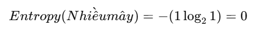 Entropy(Nhiềumây) = −(1 log₂ 1) = 0